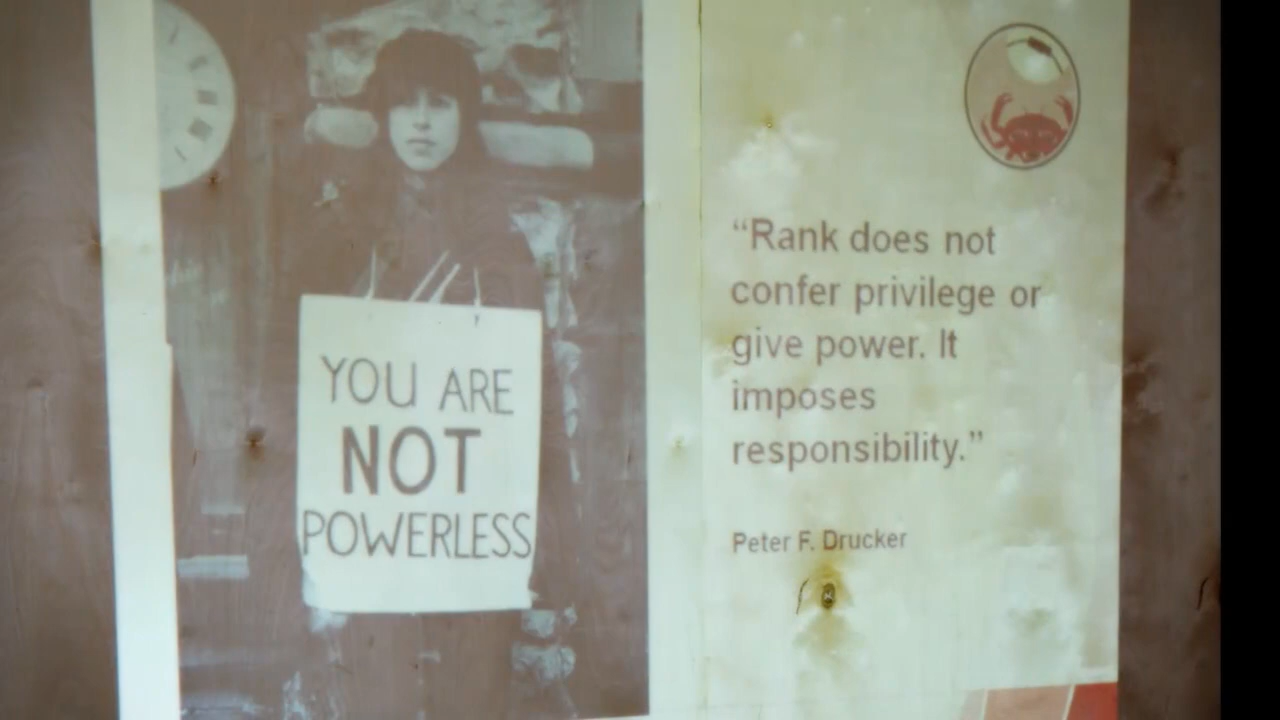 YOU ARE
NOT
POWERLESS
“Rank does not
confer privilege or
give power. It
imposes
responsibility.”
Peter F. Drucker